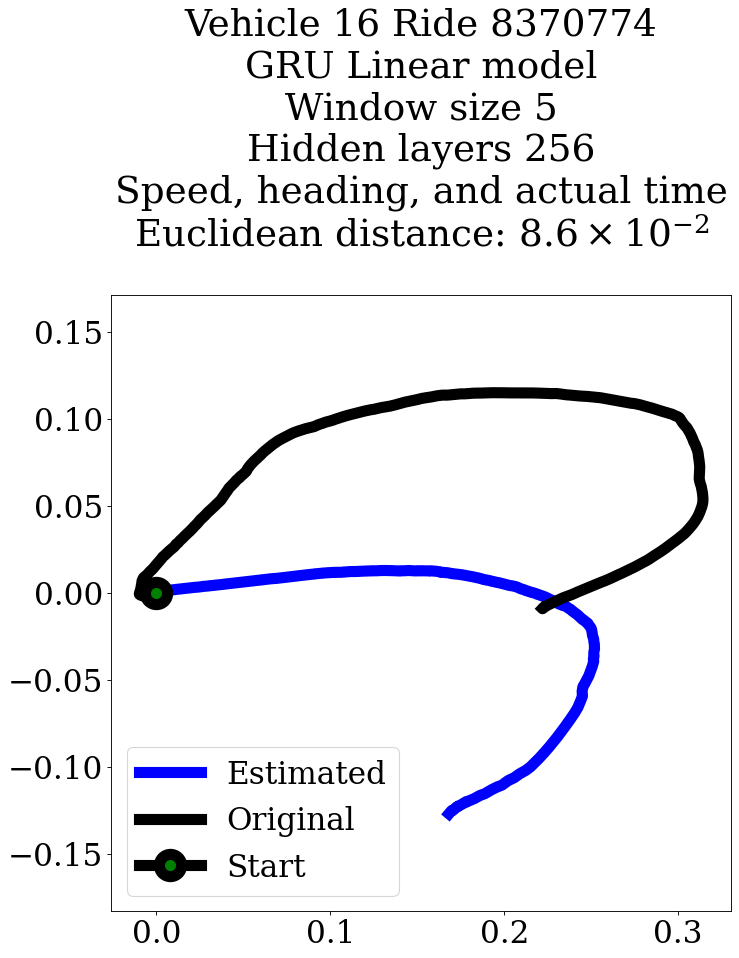 Vehicle 16 Ride 8370774
GRU Linear model
Window size 5
Hidden layers 256
Speed, heading, and actual time
Euclidean distance: 8.6 × 10⁻²
0.15
0.10
0.05
0.00
−0.05
−0.10
−0.15
Estimated
Original
Start
0.0 0.1 0.2 0.3